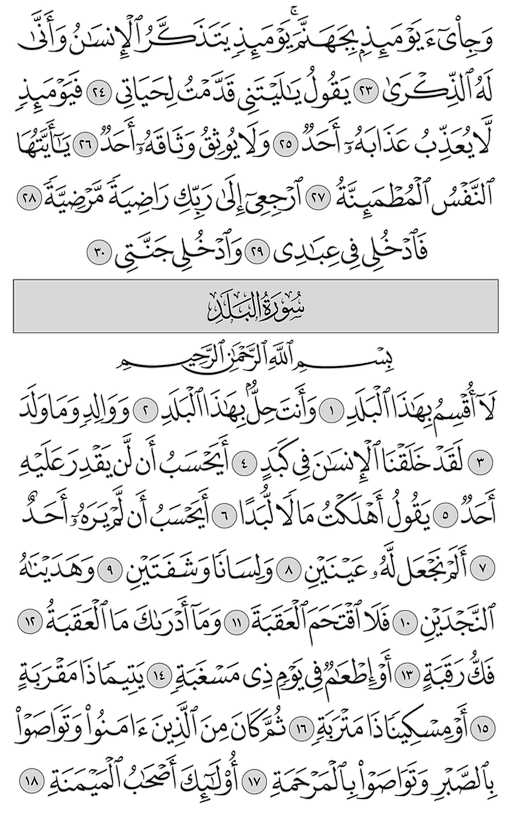 وَجِا۟ىٓءَ يَوْمَئِذِۭ بِجَهَنَّمَۚ يَوْمَئِذٍ يَتَذَكَّرُ ٱلْإِنسَٰنُ وَأَنَّىٰ
لَهُ ٱلذِّكْرَىٰ ٢٣ يَقُولُ يَٰلَيْتَنِى قَدَّمْتُ لِحَيَاتِى ٢٤ فَيَوْمَئِذٍ
لَّا يُعَذِّبُ عَذَابَهُۥٓ أَحَدٌ ٢٥ وَلَا يُوثِقُ وَثَاقَهُۥٓ أَحَدٌ ٢٦ يَٰٓأَيَّتُهَا
ٱلنَّفْسُ ٱلْمُطْمَئِنَّةُ ٢٧ ٱرْجِعِىٓ إِلَىٰ رَبِّكِ رَاضِيَةً مَّرْضِيَّةً ٢٨
فَٱدْخُلِى فِى عِبَٰدِى ٢٩ وَٱدْخُلِى جَنَّتِى ٣٠
سُورَةُ البَلَدِ
بِسْمِ ٱللَّهِ ٱلرَّحْمَٰنِ ٱلرَّحِيمِ
لَآ أُقْسِمُ بِهَٰذَا ٱلْبَلَدِ ١ وَأَنتَ حِلٌّۢ بِهَٰذَا ٱلْبَلَدِ ٢ وَوَالِدٍ وَمَا وَلَدَ
٣ لَقَدْ خَلَقْنَا ٱلْإِنسَٰنَ فِى كَبَدٍ ٤ أَيَحْسَبُ أَن لَّن يَقْدِرَ عَلَيْهِ
أَحَدٌ ٥ يَقُولُ أَهْلَكْتُ مَالًا لُّبَدًا ٦ أَيَحْسَبُ أَن لَّمْ يَرَهُۥٓ أَحَدٌ
٧ أَلَمْ نَجْعَل لَّهُۥ عَيْنَيْنِ ٨ وَلِسَانًا وَشَفَتَيْنِ ٩ وَهَدَيْنَٰهُ
ٱلنَّجْدَيْنِ ١٠ فَلَا ٱقْتَحَمَ ٱلْعَقَبَةَ ١١ وَمَآ أَدْرَىٰكَ مَا ٱلْعَقَبَةُ ١٢
فَكُّ رَقَبَةٍ ١٣ أَوْ إِطْعَٰمٌ فِى يَوْمٍ ذِى مَسْغَبَةٍ ١٤ يَتِيمًا ذَا مَقْرَبَةٍ
١٥ أَوْ مِسْكِينًا ذَا مَتْرَبَةٍ ١٦ ثُمَّ كَانَ مِنَ ٱلَّذِينَ ءَامَنُوا۟ وَتَوَاصَوْا۟
بِٱلصَّبْرِ وَتَوَاصَوْا۟ بِٱلْمَرْحَمَةِ ١٧ أُو۟لَٰٓئِكَ أَصْحَٰبُ ٱلْمَيْمَنَةِ ١٨